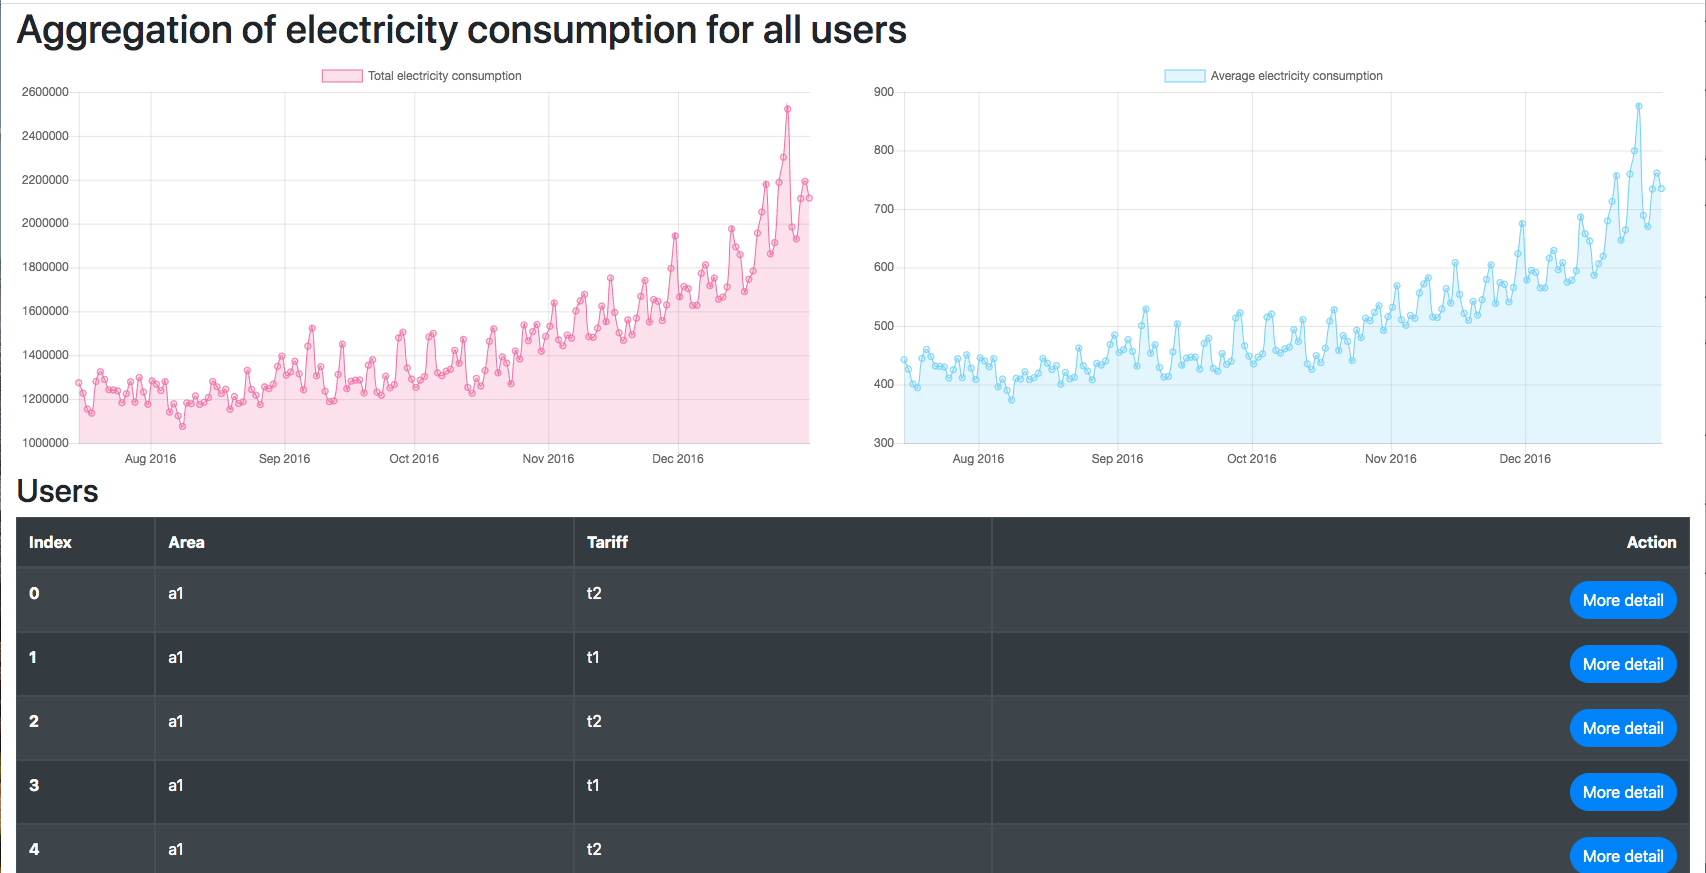 Aggregation of electricity consumption for all users
Total electricity consumption
2600000
2400000
2200000
2000000
1800000
1600000
1400000
1200000
1000000
Aug 2016 Sep 2016 Oct 2016 Nov 2016 Dec 2016
Average electricity consumption
900
800
700
600
500
400
300
Aug 2016 Sep 2016 Oct 2016 Nov 2016 Dec 2016
Users
Index Area Tariff Action
0 a1 t2 More detail
1 a1 t1 More detail
2 a1 t2 More detail
3 a1 t1 More detail
4 a1 t2 More detail